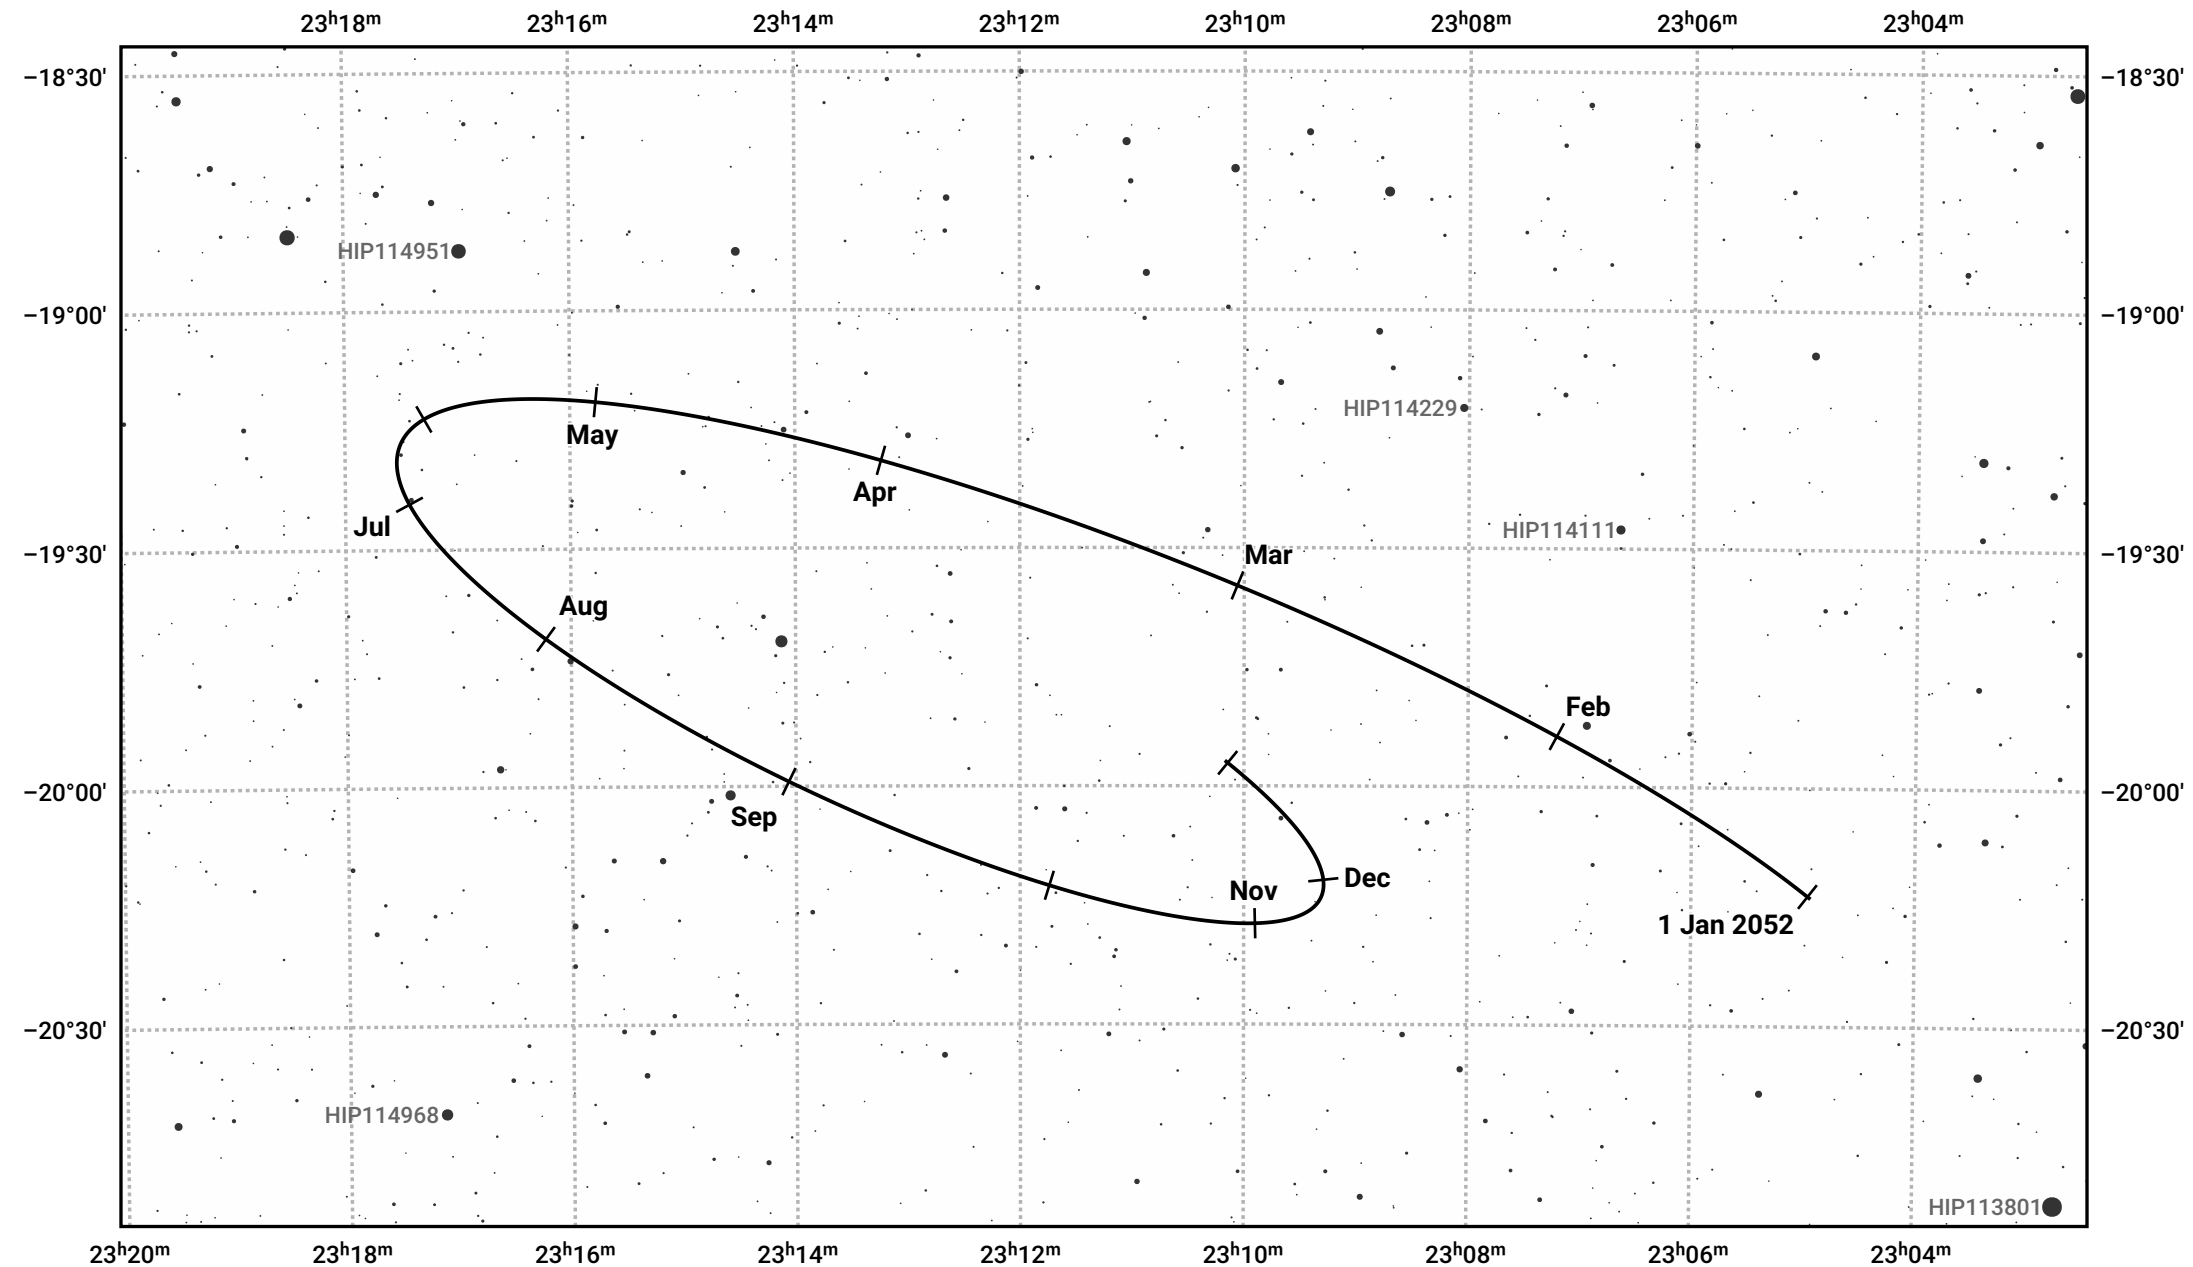 23ʰ18ᵐ 23ʰ16ᵐ 23ʰ14ᵐ 23ʰ12ᵐ 23ʰ10ᵐ 23ʰ08ᵐ 23ʰ06ᵐ 23ʰ04ᵐ
−18°30' −18°30'
HIP114951
−19°00' −19°00'
HIP114229
May
Apr
Jul
HIP114111
−19°30' −19°30'
Mar
Aug
Feb
−20°00' −20°00'
Sep
Dec
Nov
1 Jan 2052
−20°30' −20°30'
HIP114968
HIP113801
23ʰ20ᵐ 23ʰ18ᵐ 23ʰ16ᵐ 23ʰ14ᵐ 23ʰ12ᵐ 23ʰ10ᵐ 23ʰ08ᵐ 23ʰ06ᵐ 23ʰ04ᵐ